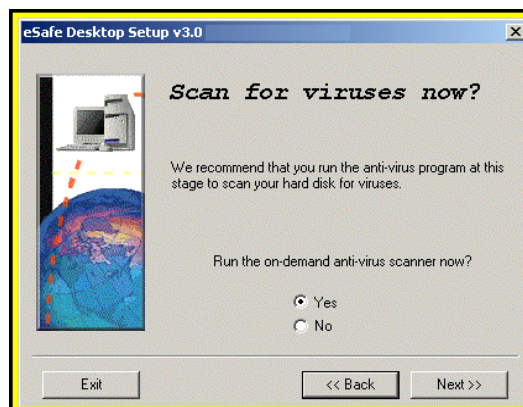 eSafe Desktop Setup v3.0
Scan for viruses now?
We recommend that you run the anti-virus program at this
stage to scan your hard disk for viruses.
Run the on-demand anti-virus scanner now?
Yes
No
Exit
<< Back
Next >>